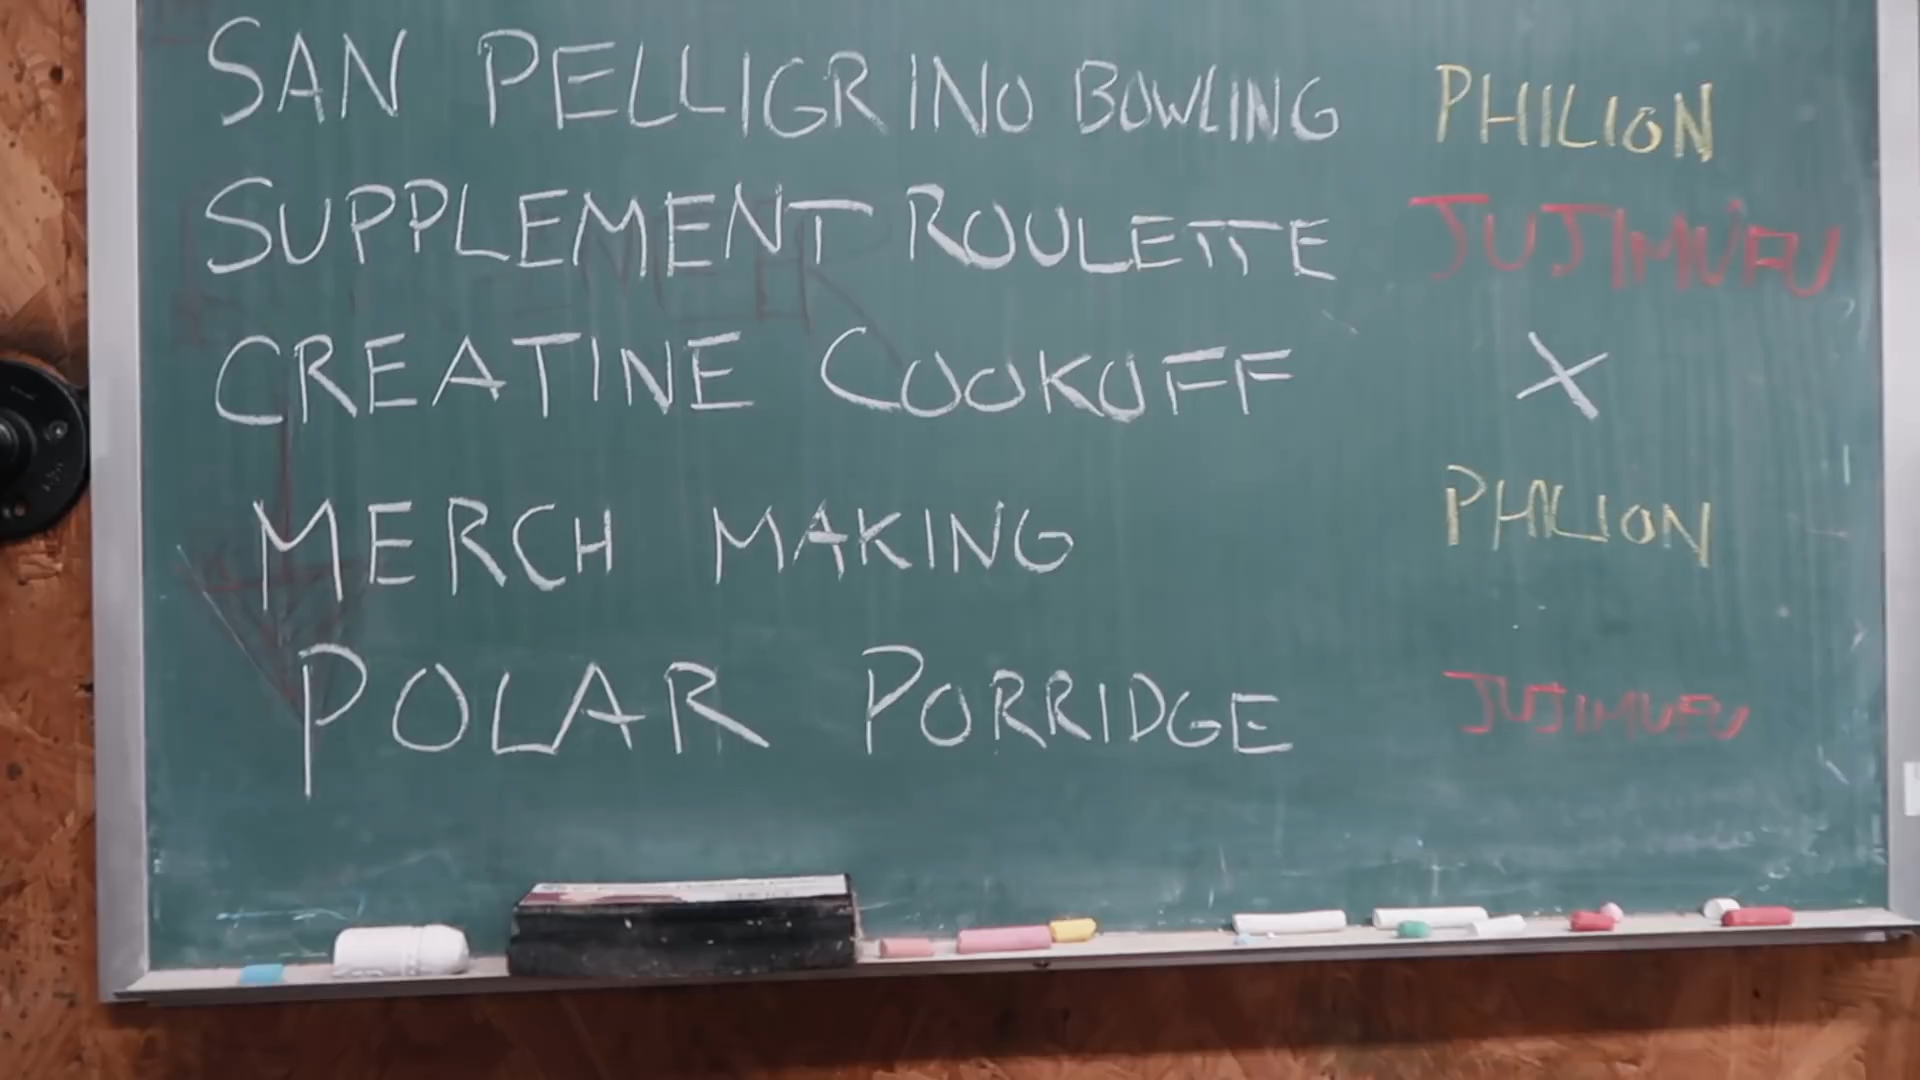 SAN PELLIGRINO BOWLING PHILION
SUPPLEMENT ROULETTE JUJIMUFU
CREATINE COOKOFF X
MERCH MAKING PHILION
POLAR PORRIDGE JUJIMUFU